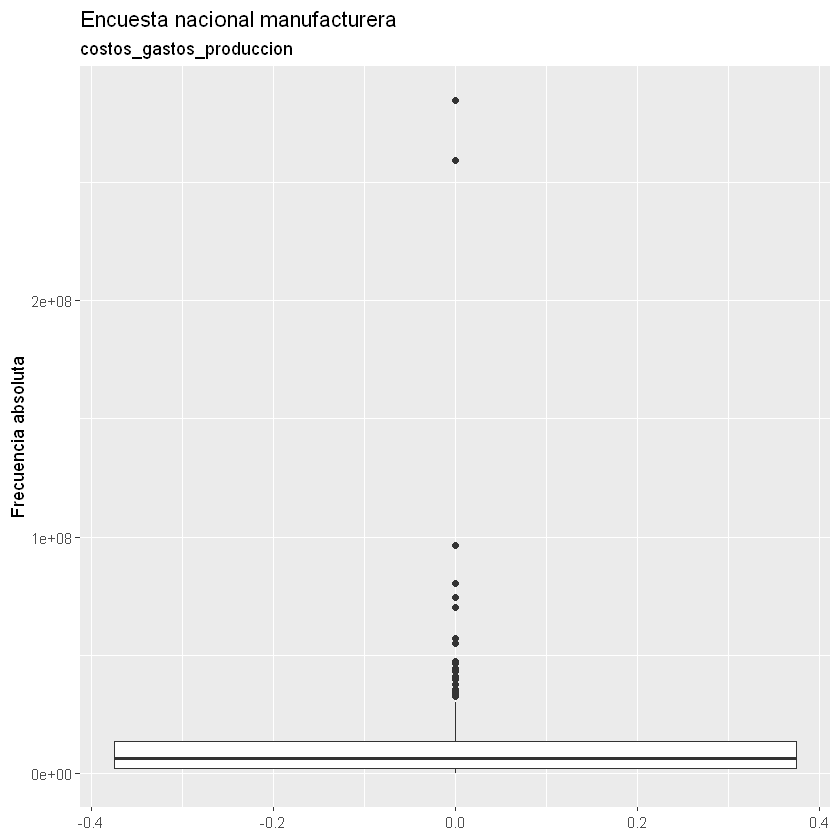 Encuesta nacional manufacturera
costos_gastos_produccion
Frecuencia absoluta
2e+08
1e+08
0e+00
-0.4 -0.2 0.0 0.2 0.4